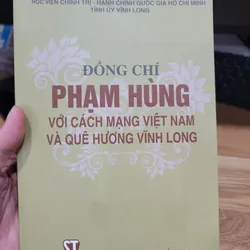 HỌC VIỆN CHÍNH TRỊ - HÀNH CHÍNH QUỐC GIA HỒ CHÍ MINH
TỈNH ỦY VĨNH LONG
ĐỒNG CHÍ
PHẠM HÙNG
VỚI CÁCH MẠNG VIỆT NAM
VÀ QUÊ HƯƠNG VĨNH LONG
ST